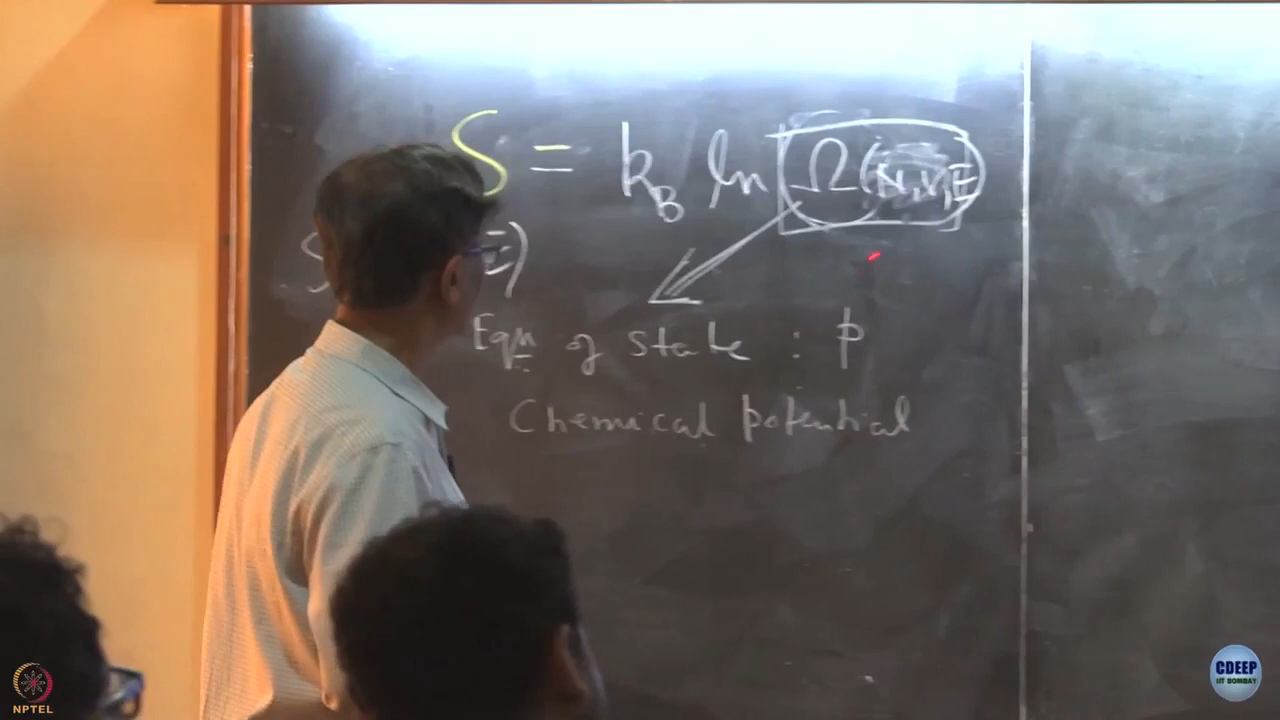 S = k_B ln Ω(N,V,E)
S E)
Eqn of state : p
Chemical potential
NPTEL
CDEEP
IIT BOMBAY